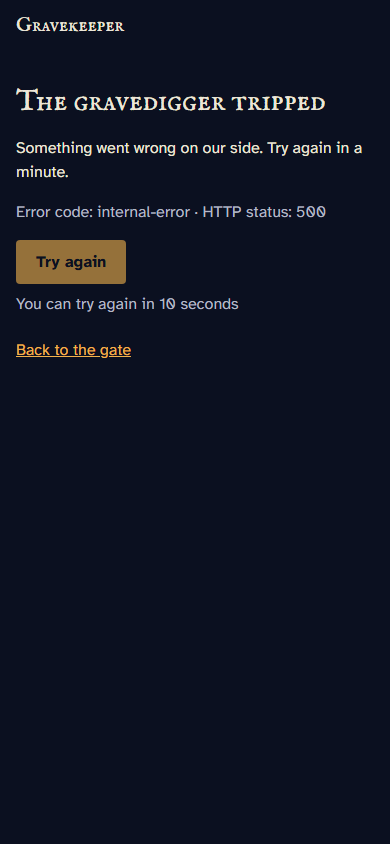 Gravekeeper
The gravedigger tripped
Something went wrong on our side. Try again in a
minute.
Error code: internal-error · HTTP status: 500
Try again
You can try again in 10 seconds
Back to the gate